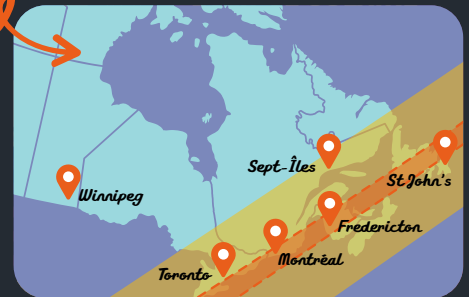 Winnipeg
Sept-Îles
St John's
Fredericton
Montréal
Toronto